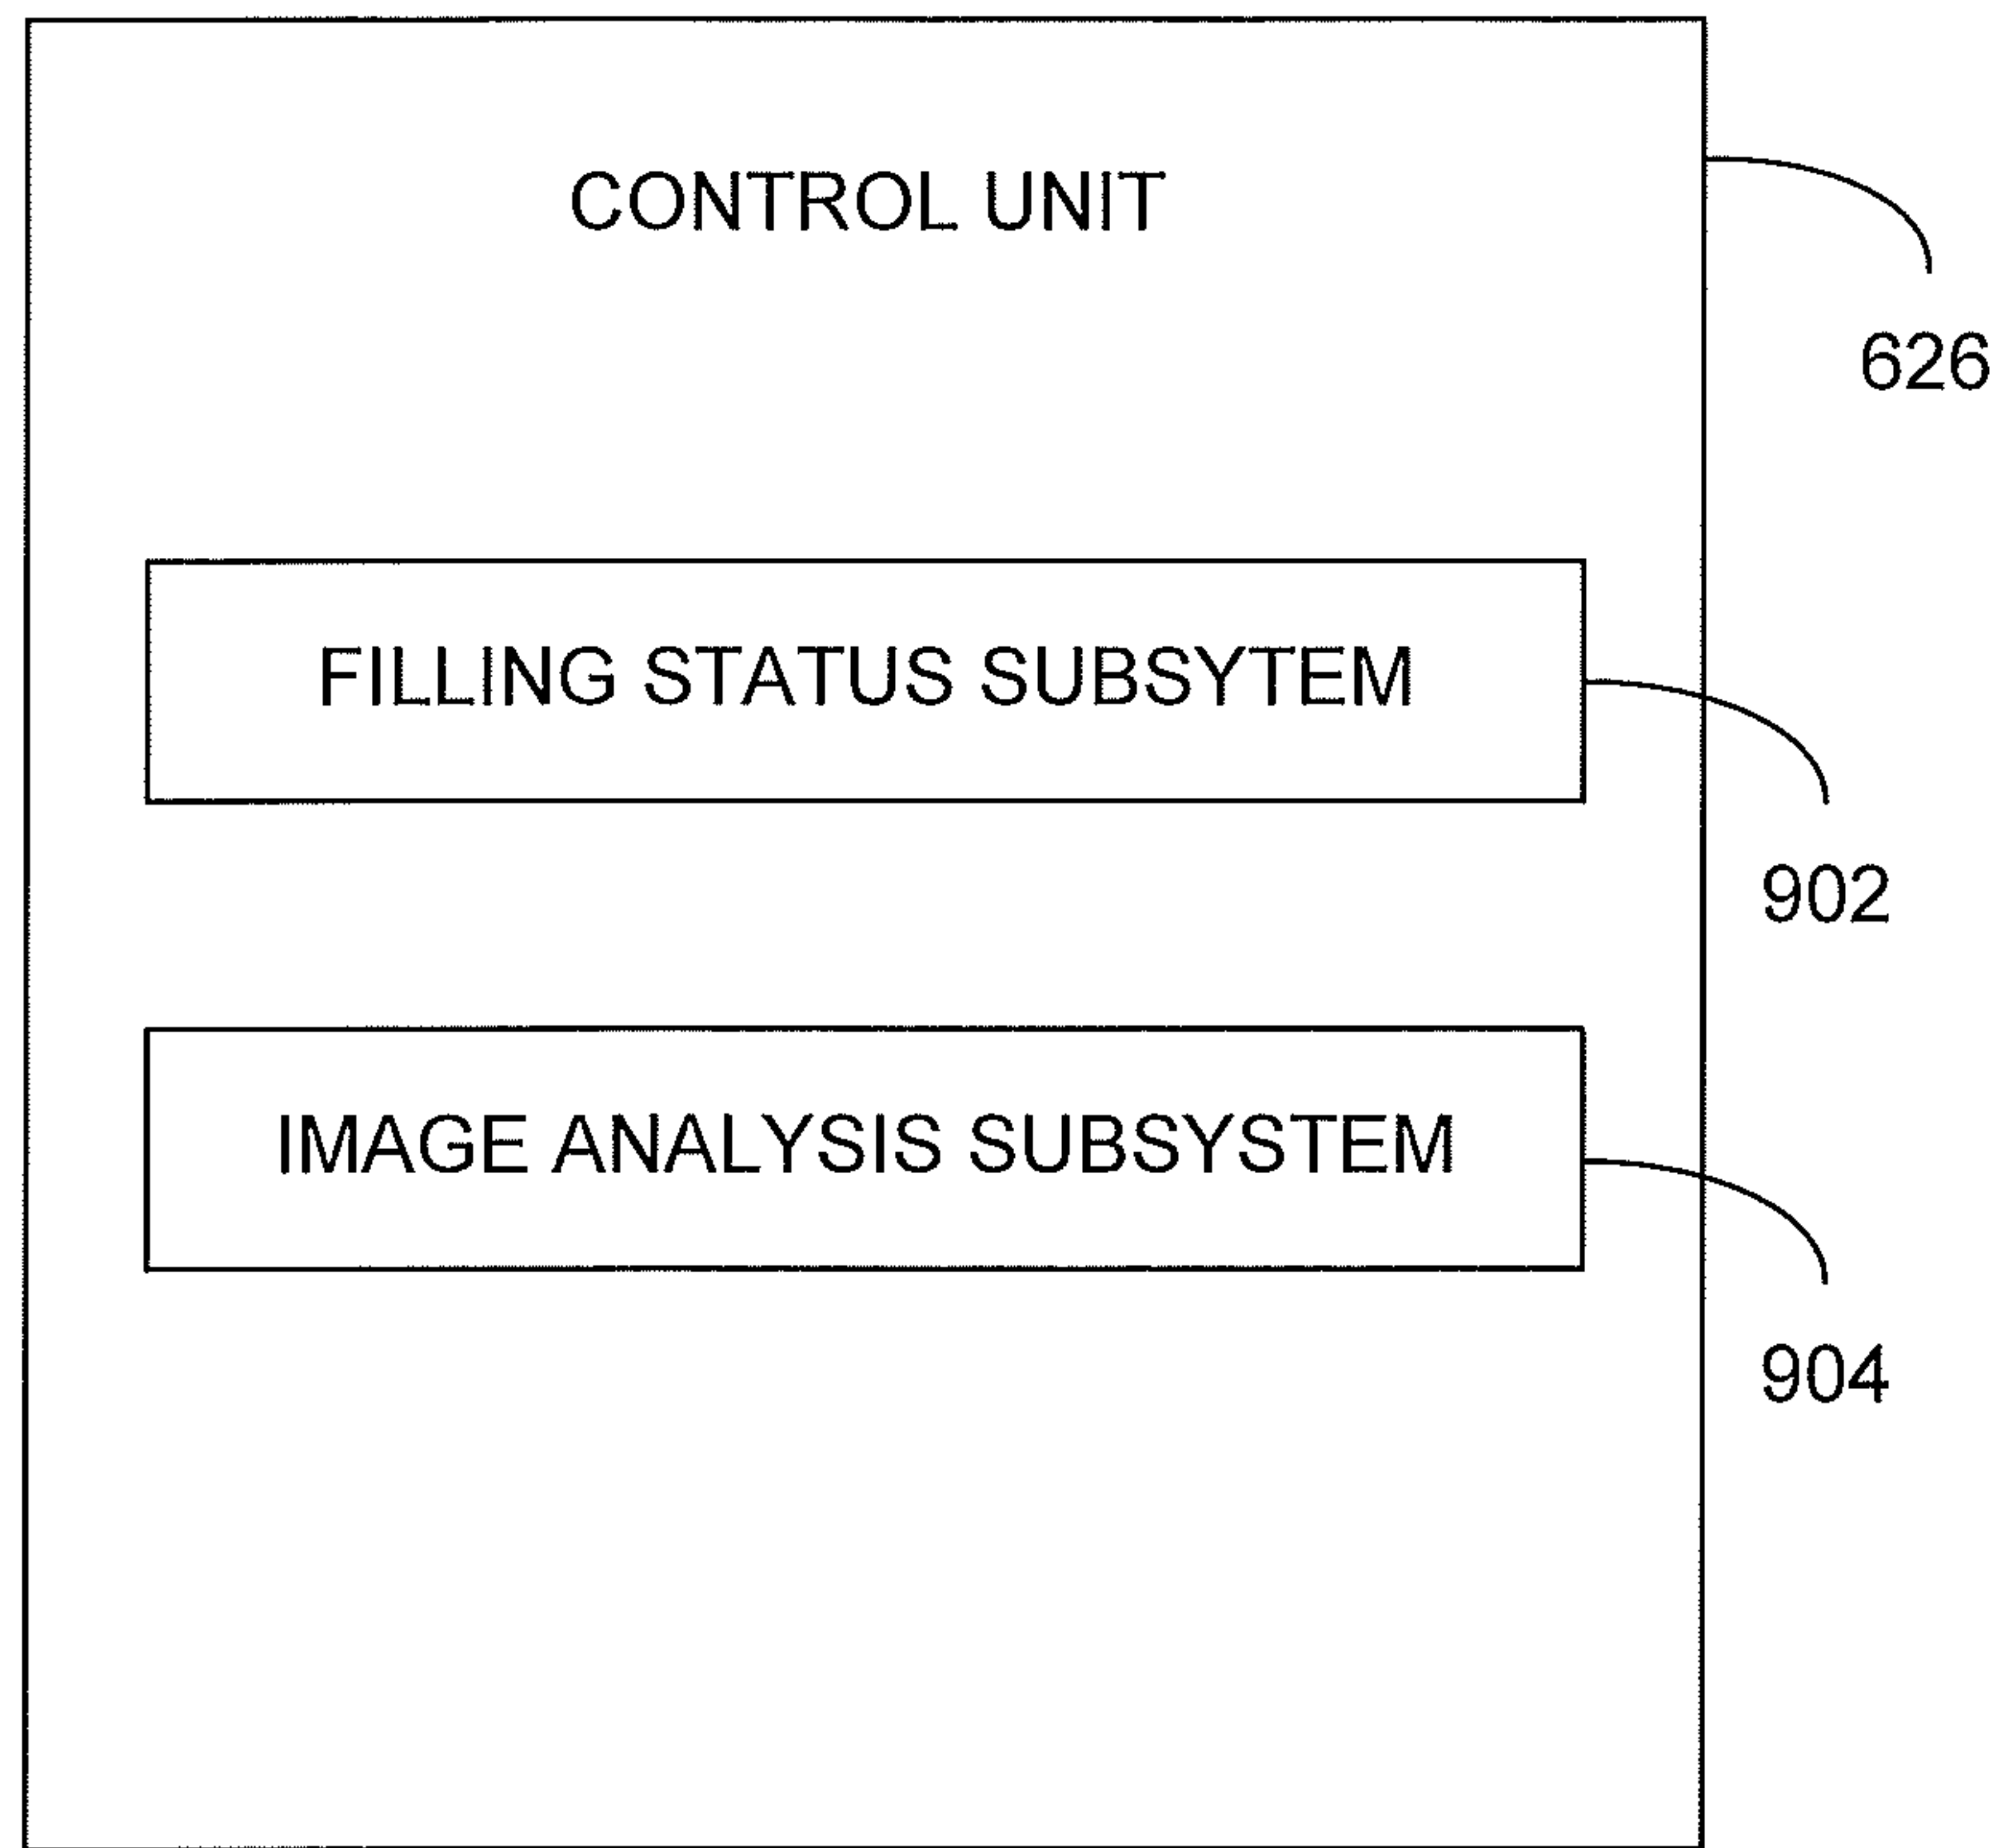 CONTROL UNIT
626
FILLING STATUS SUBSYTEM
902
IMAGE ANALYSIS SUBSYSTEM
904